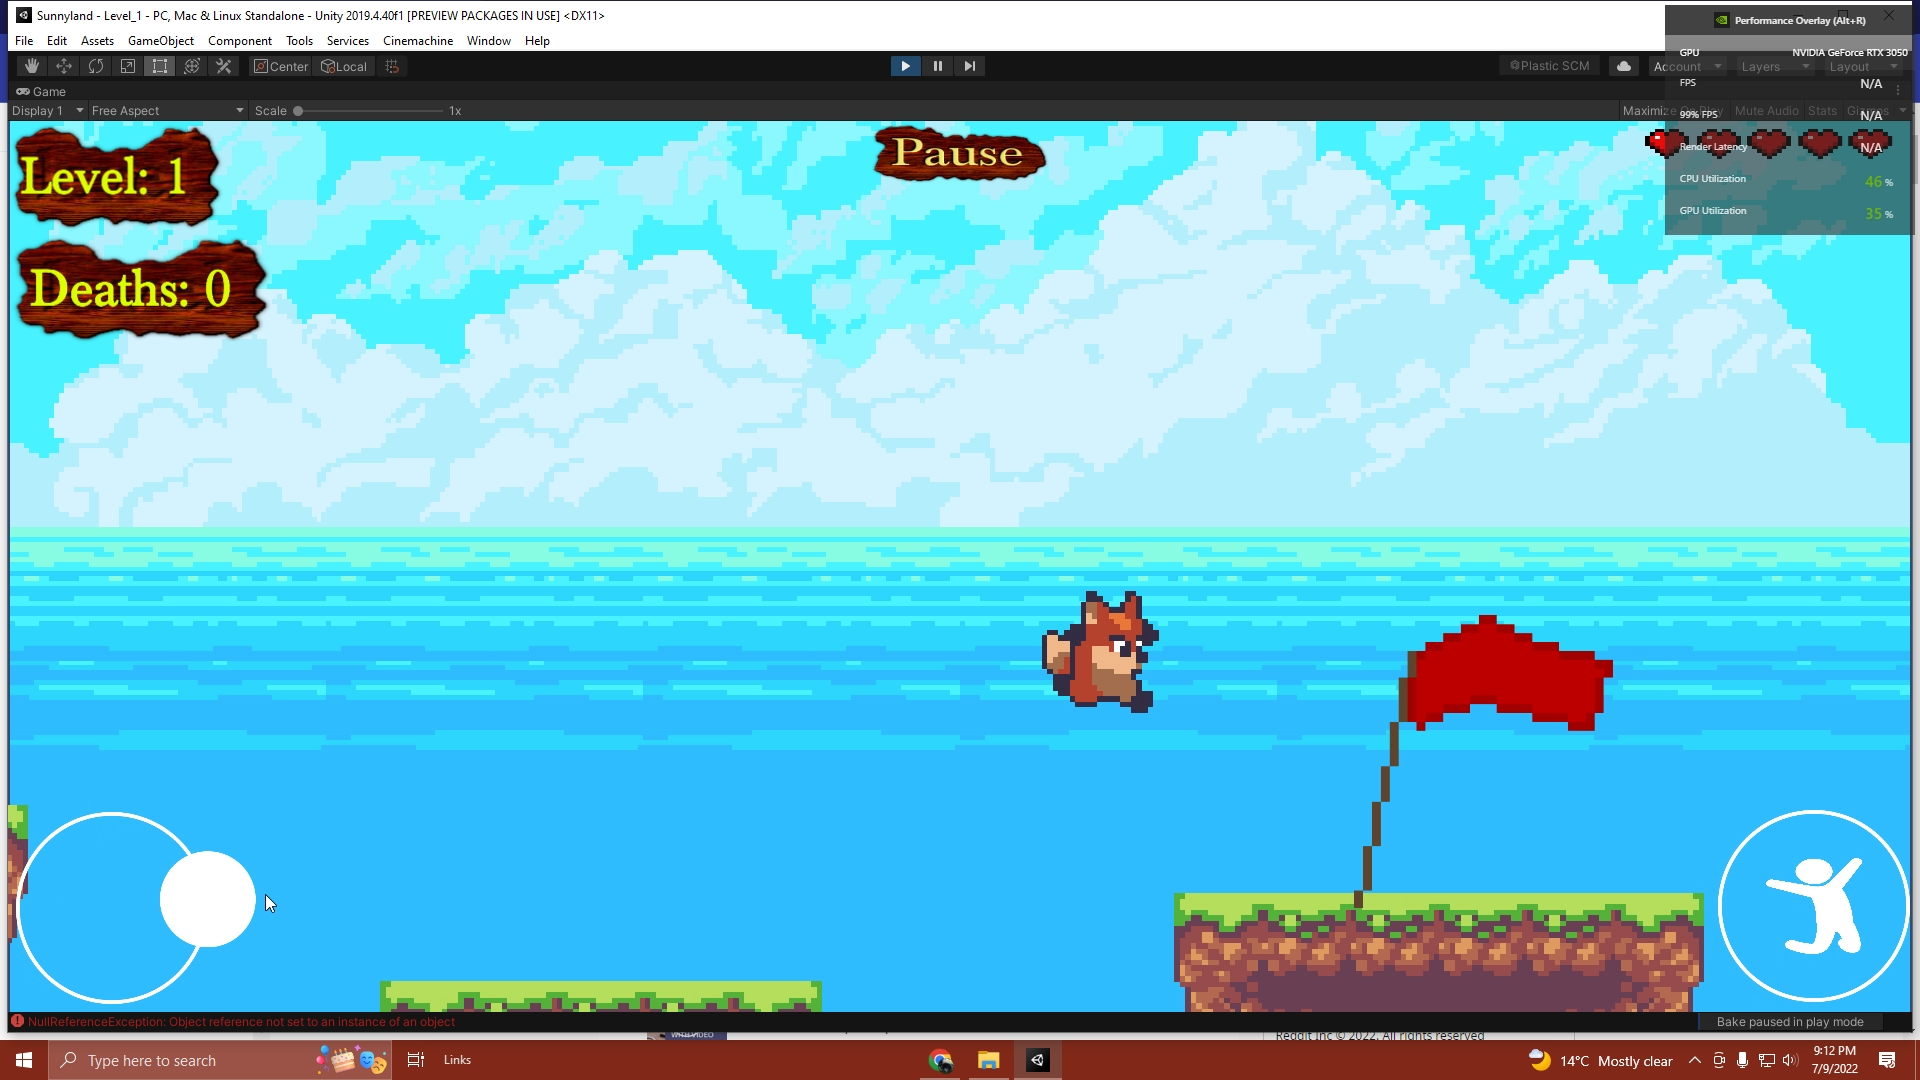 Sunnyland - Level_1 - PC, Mac & Linux Standalone - Unity 2019.4.40f1 [PREVIEW PACKAGES IN USE] <DX11>
Performance Overlay (Alt+R)
File Edit Assets GameObject Component Tools Services Cinemachine Window Help
GPU NVIDIA GeForce RTX 3050
Center Local Plastic SCM Account Layers Layout
FPS N/A
Game
Display 1 Free Aspect Scale 1x Maximize On Play Mute Audio Stats Gizmos
99% FPS N/A
Render Latency N/A
CPU Utilization 46 %
GPU Utilization 35 %
Pause
Level: 1
Deaths: 0
NullReferenceException: Object reference not set to an instance of an object
Bake paused in play mode
Reddit Inc © 2022. All rights reserved
Type here to search
Links
14°C Mostly clear
9:12 PM
7/9/2022